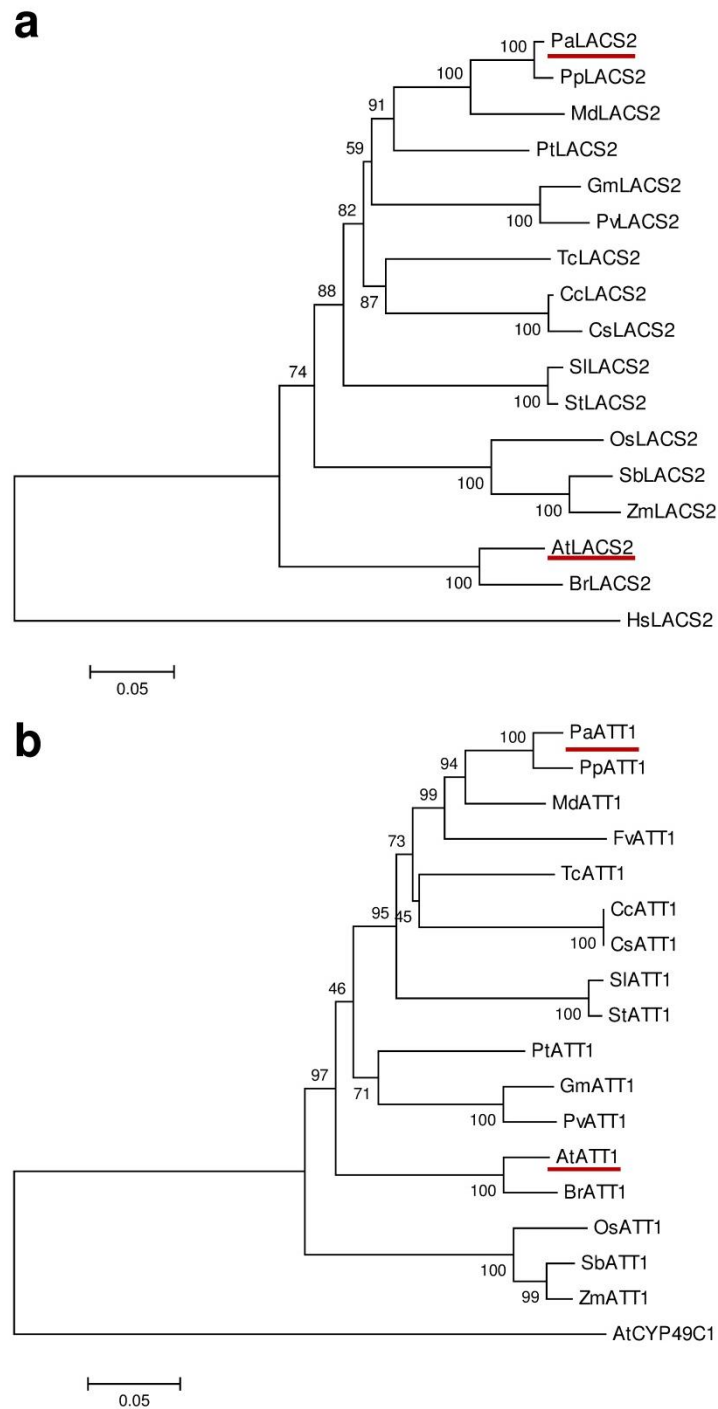 a
PaLACS2
100
PpLACS2
100
MdLACS2
91
PtLACS2
59
GmLACS2
100
PvLACS2
82
TcLACS2
87
CcLACS2
88
100
CsLACS2
SlLACS2
100
StLACS2
74
OsLACS2
100
SbLACS2
100
ZmLACS2
AtLACS2
100
BrLACS2
HsLACS2
0.05
b
PaATT1
100
PpATT1
94
MdATT1
99
FvATT1
73
TcATT1
45
CcATT1
95
100
CsATT1
SlATT1
100
StATT1
46
PtATT1
71
GmATT1
100
PvATT1
97
AtATT1
100
BrATT1
OsATT1
100
SbATT1
99
ZmATT1
AtCYP49C1
0.05